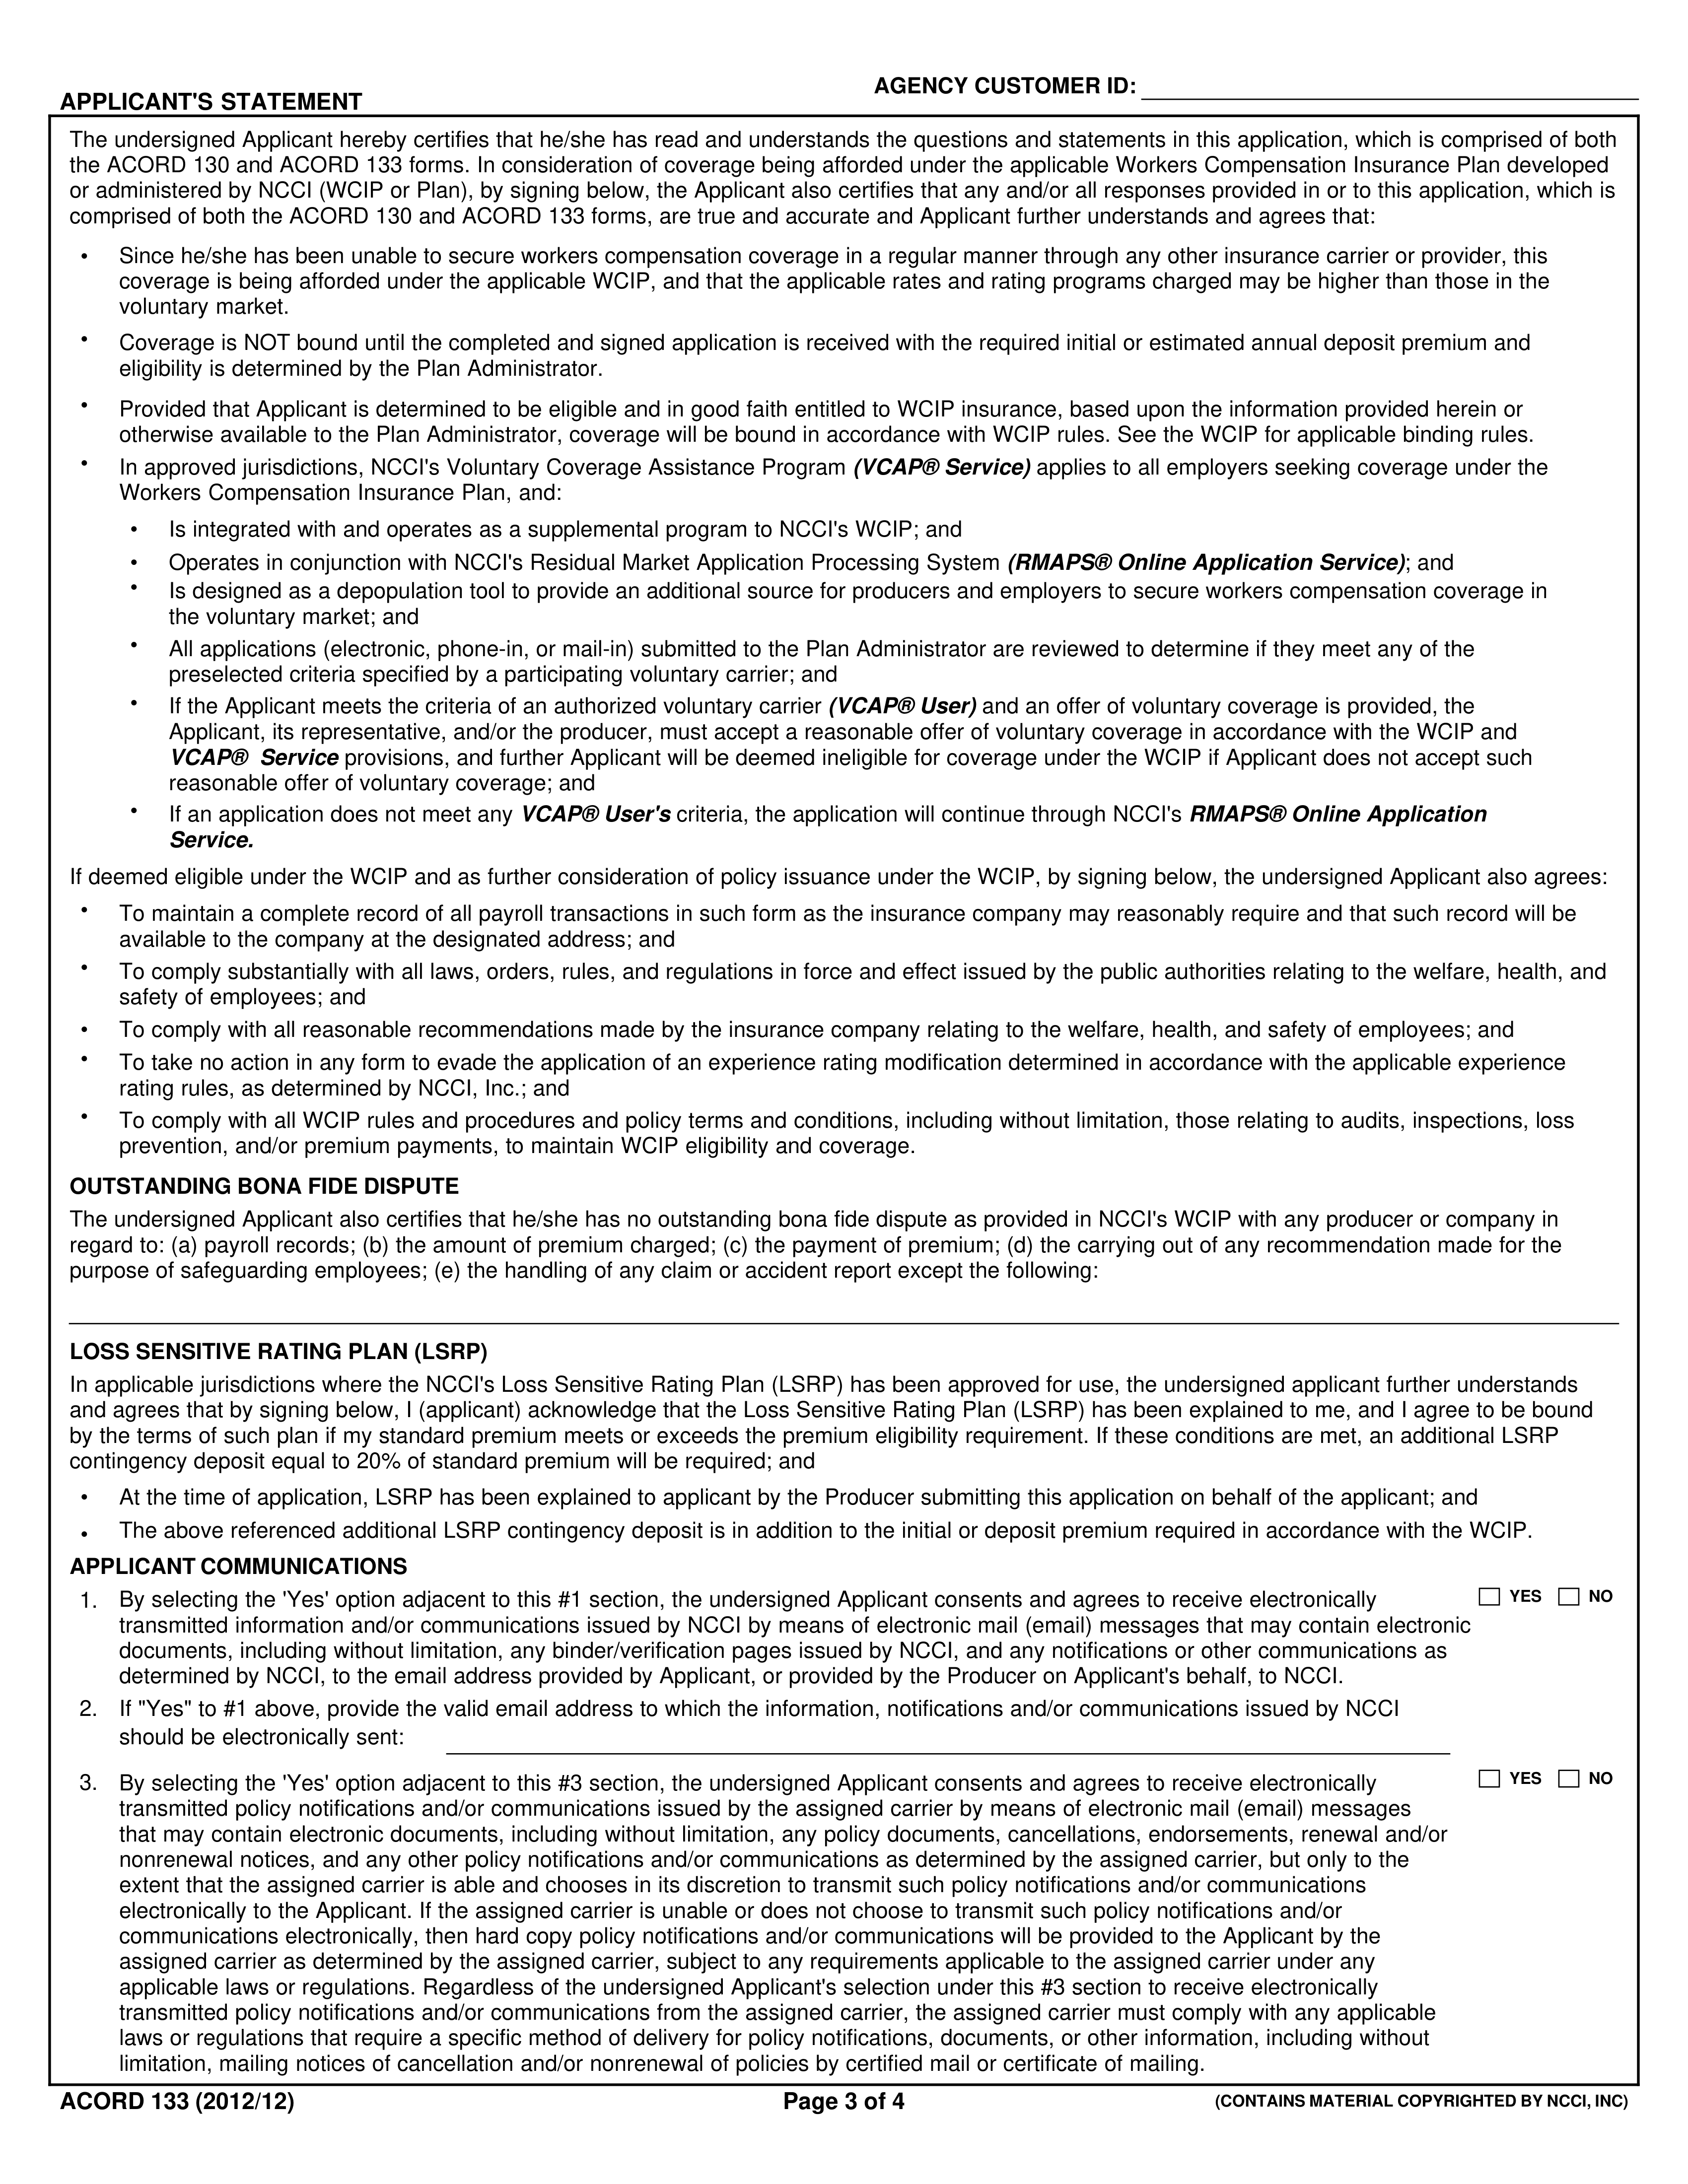 AGENCY CUSTOMER ID:
APPLICANT'S STATEMENT
The undersigned Applicant hereby certifies that he/she has read and understands the questions and statements in this application, which is comprised of both
the ACORD 130 and ACORD 133 forms. In consideration of coverage being afforded under the applicable Workers Compensation Insurance Plan developed
or administered by NCCI (WCIP or Plan), by signing below, the Applicant also certifies that any and/or all responses provided in or to this application, which is
comprised of both the ACORD 130 and ACORD 133 forms, are true and accurate and Applicant further understands and agrees that:
• Since he/she has been unable to secure workers compensation coverage in a regular manner through any other insurance carrier or provider, this
coverage is being afforded under the applicable WCIP, and that the applicable rates and rating programs charged may be higher than those in the
voluntary market.
• Coverage is NOT bound until the completed and signed application is received with the required initial or estimated annual deposit premium and
eligibility is determined by the Plan Administrator.
• Provided that Applicant is determined to be eligible and in good faith entitled to WCIP insurance, based upon the information provided herein or
otherwise available to the Plan Administrator, coverage will be bound in accordance with WCIP rules. See the WCIP for applicable binding rules.
• In approved jurisdictions, NCCI's Voluntary Coverage Assistance Program (VCAP® Service) applies to all employers seeking coverage under the
Workers Compensation Insurance Plan, and:
• Is integrated with and operates as a supplemental program to NCCI's WCIP; and
• Operates in conjunction with NCCI's Residual Market Application Processing System (RMAPS® Online Application Service); and
• Is designed as a depopulation tool to provide an additional source for producers and employers to secure workers compensation coverage in
the voluntary market; and
• All applications (electronic, phone-in, or mail-in) submitted to the Plan Administrator are reviewed to determine if they meet any of the
preselected criteria specified by a participating voluntary carrier; and
• If the Applicant meets the criteria of an authorized voluntary carrier (VCAP® User) and an offer of voluntary coverage is provided, the
Applicant, its representative, and/or the producer, must accept a reasonable offer of voluntary coverage in accordance with the WCIP and
VCAP® Service provisions, and further Applicant will be deemed ineligible for coverage under the WCIP if Applicant does not accept such
reasonable offer of voluntary coverage; and
• If an application does not meet any VCAP® User's criteria, the application will continue through NCCI's RMAPS® Online Application
Service.
If deemed eligible under the WCIP and as further consideration of policy issuance under the WCIP, by signing below, the undersigned Applicant also agrees:
• To maintain a complete record of all payroll transactions in such form as the insurance company may reasonably require and that such record will be
available to the company at the designated address; and
• To comply substantially with all laws, orders, rules, and regulations in force and effect issued by the public authorities relating to the welfare, health, and
safety of employees; and
• To comply with all reasonable recommendations made by the insurance company relating to the welfare, health, and safety of employees; and
• To take no action in any form to evade the application of an experience rating modification determined in accordance with the applicable experience
rating rules, as determined by NCCI, Inc.; and
• To comply with all WCIP rules and procedures and policy terms and conditions, including without limitation, those relating to audits, inspections, loss
prevention, and/or premium payments, to maintain WCIP eligibility and coverage.
OUTSTANDING BONA FIDE DISPUTE
The undersigned Applicant also certifies that he/she has no outstanding bona fide dispute as provided in NCCI's WCIP with any producer or company in
regard to: (a) payroll records; (b) the amount of premium charged; (c) the payment of premium; (d) the carrying out of any recommendation made for the
purpose of safeguarding employees; (e) the handling of any claim or accident report except the following:
LOSS SENSITIVE RATING PLAN (LSRP)
In applicable jurisdictions where the NCCI's Loss Sensitive Rating Plan (LSRP) has been approved for use, the undersigned applicant further understands
and agrees that by signing below, I (applicant) acknowledge that the Loss Sensitive Rating Plan (LSRP) has been explained to me, and I agree to be bound
by the terms of such plan if my standard premium meets or exceeds the premium eligibility requirement. If these conditions are met, an additional LSRP
contingency deposit equal to 20% of standard premium will be required; and
• At the time of application, LSRP has been explained to applicant by the Producer submitting this application on behalf of the applicant; and
• The above referenced additional LSRP contingency deposit is in addition to the initial or deposit premium required in accordance with the WCIP.
APPLICANT COMMUNICATIONS
1. By selecting the 'Yes' option adjacent to this #1 section, the undersigned Applicant consents and agrees to receive electronically YES NO
transmitted information and/or communications issued by NCCI by means of electronic mail (email) messages that may contain electronic
documents, including without limitation, any binder/verification pages issued by NCCI, and any notifications or other communications as
determined by NCCI, to the email address provided by Applicant, or provided by the Producer on Applicant's behalf, to NCCI.
2. If "Yes" to #1 above, provide the valid email address to which the information, notifications and/or communications issued by NCCI
should be electronically sent:
3. By selecting the 'Yes' option adjacent to this #3 section, the undersigned Applicant consents and agrees to receive electronically YES NO
transmitted policy notifications and/or communications issued by the assigned carrier by means of electronic mail (email) messages
that may contain electronic documents, including without limitation, any policy documents, cancellations, endorsements, renewal and/or
nonrenewal notices, and any other policy notifications and/or communications as determined by the assigned carrier, but only to the
extent that the assigned carrier is able and chooses in its discretion to transmit such policy notifications and/or communications
electronically to the Applicant. If the assigned carrier is unable or does not choose to transmit such policy notifications and/or
communications electronically, then hard copy policy notifications and/or communications will be provided to the Applicant by the
assigned carrier as determined by the assigned carrier, subject to any requirements applicable to the assigned carrier under any
applicable laws or regulations. Regardless of the undersigned Applicant's selection under this #3 section to receive electronically
transmitted policy notifications and/or communications from the assigned carrier, the assigned carrier must comply with any applicable
laws or regulations that require a specific method of delivery for policy notifications, documents, or other information, including without
limitation, mailing notices of cancellation and/or nonrenewal of policies by certified mail or certificate of mailing.
ACORD 133 (2012/12) Page 3 of 4 (CONTAINS MATERIAL COPYRIGHTED BY NCCI, INC)